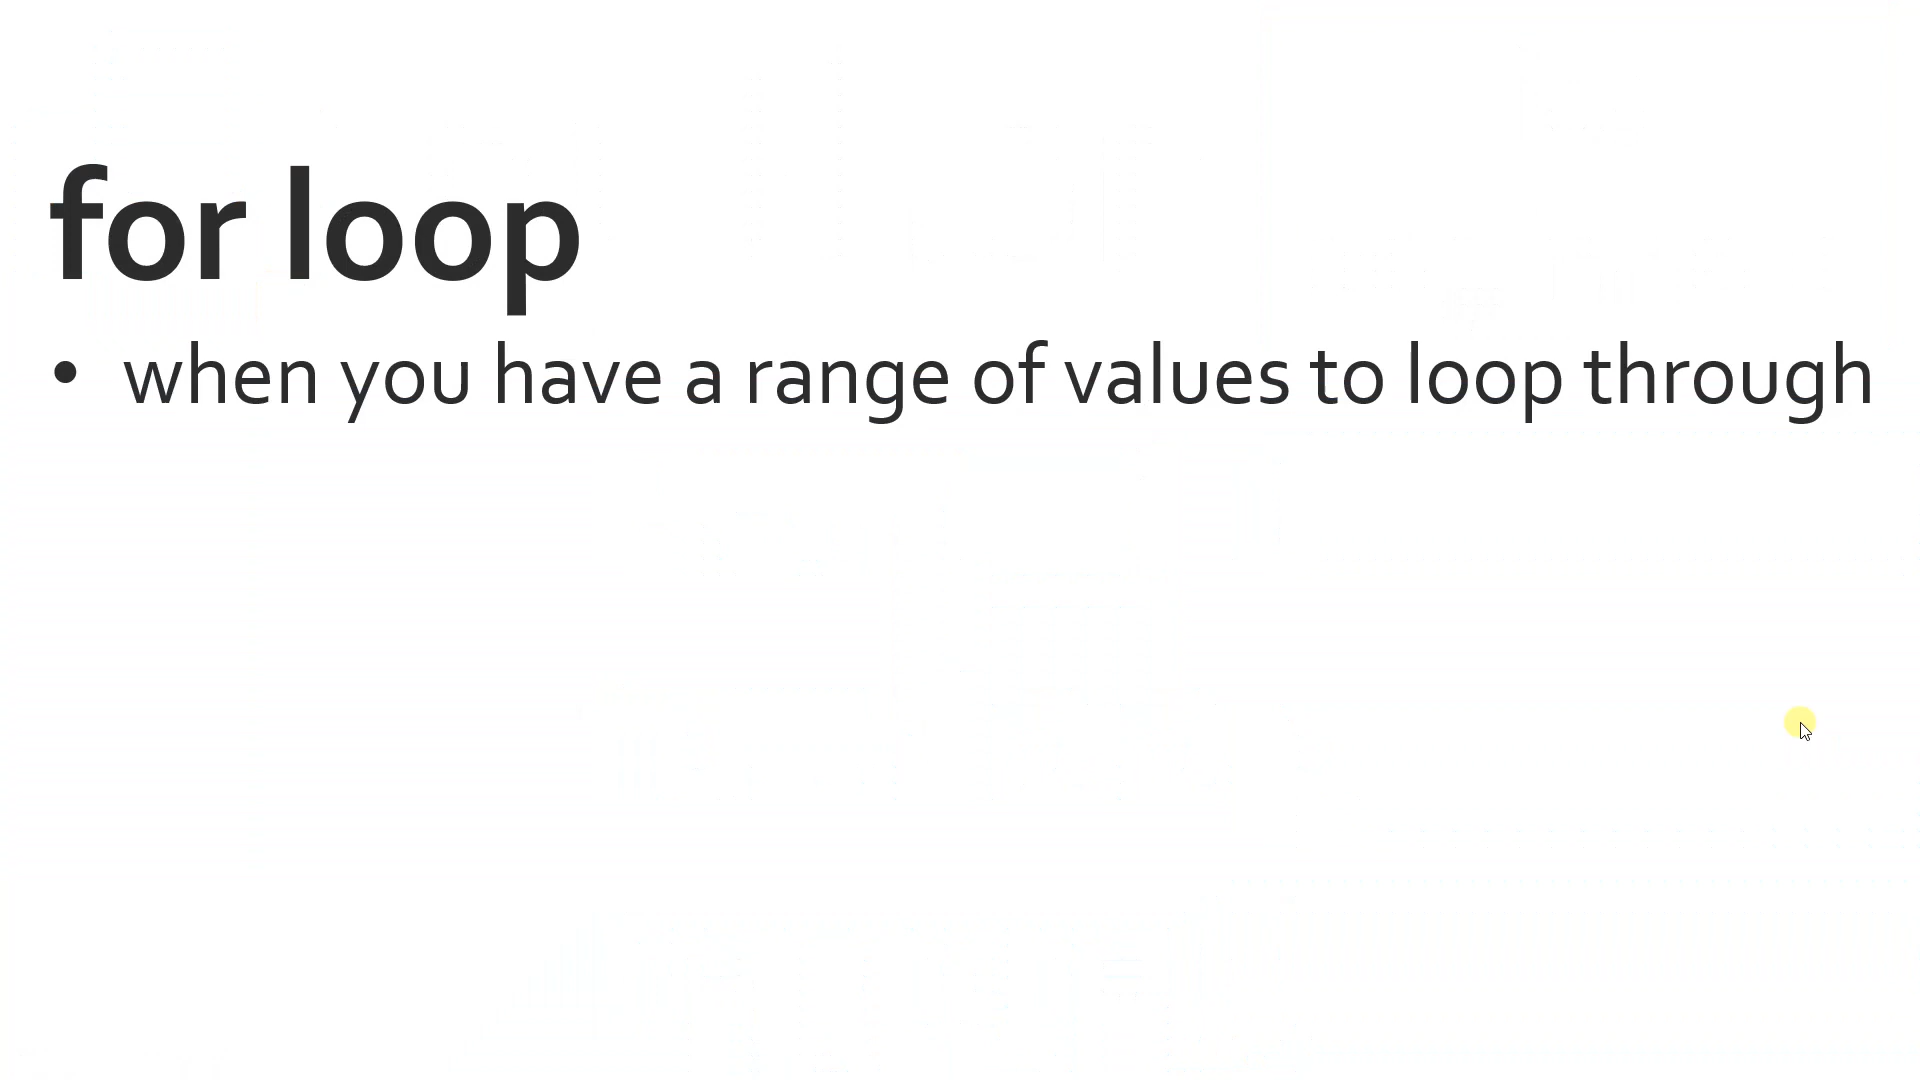 for loop
• when you have a range of values to loop through